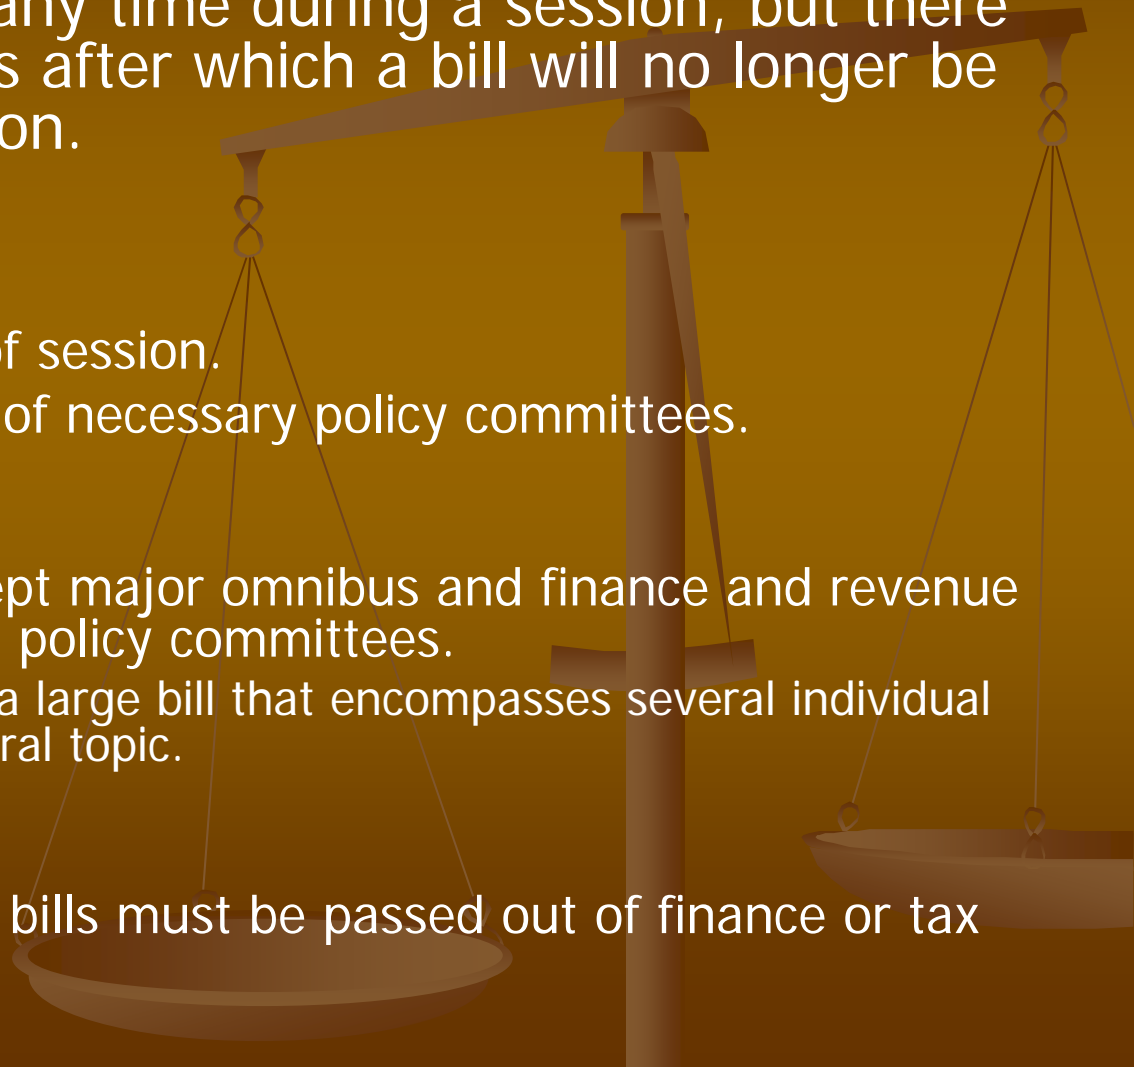 any time during a session, but there
s after which a bill will no longer be
on.
of session.
of necessary policy committees.
ept major omnibus and finance and revenue
policy committees.
a large bill that encompasses several individual
ral topic.
bills must be passed out of finance or tax